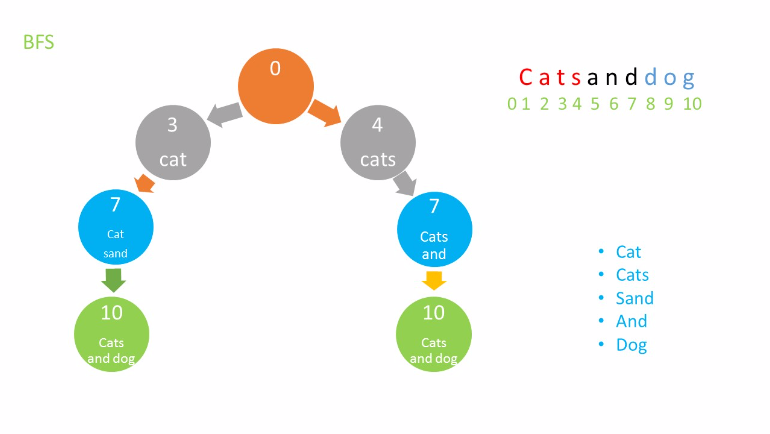 BFS
0
Catsanddog
0 1 2 3 4 5 6 7 8 9 10
3
cat
4
cats
7
Cat
sand
7
Cats
and
10
Cats
and dog
10
Cats
and dog
• Cat
• Cats
• Sand
• And
• Dog